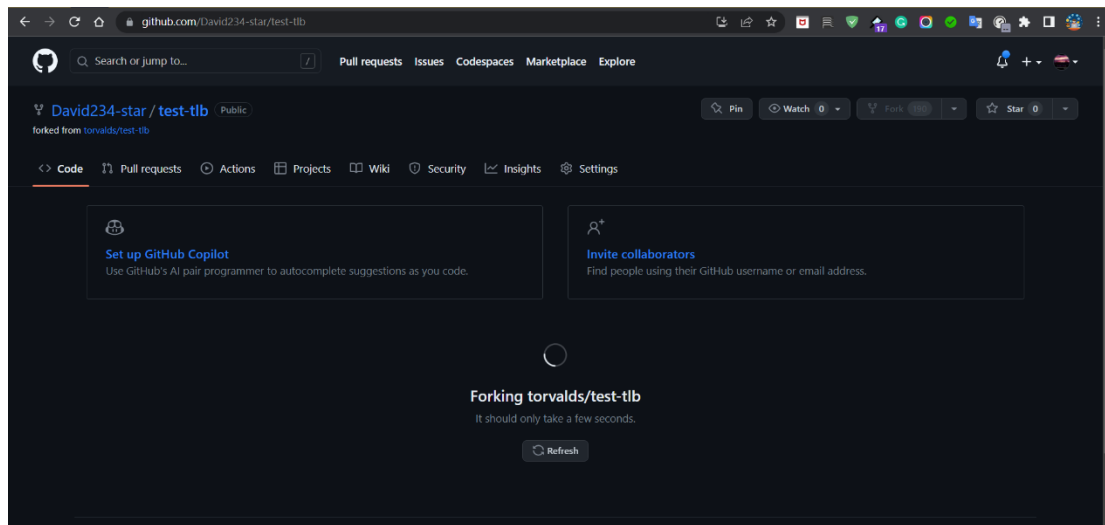 github.com/David234-star/test-tlb
17
Search or jump to... /
Pull requests Issues Codespaces Marketplace Explore
David234-star / test-tlb Public
Pin Watch 0 Fork 190 Star 0
forked from torvalds/test-tlb
<> Code Pull requests Actions Projects Wiki Security Insights Settings
Set up GitHub Copilot
Use GitHub's AI pair programmer to autocomplete suggestions as you code.
Invite collaborators
Find people using their GitHub username or email address.
Forking torvalds/test-tlb
It should only take a few seconds.
Refresh